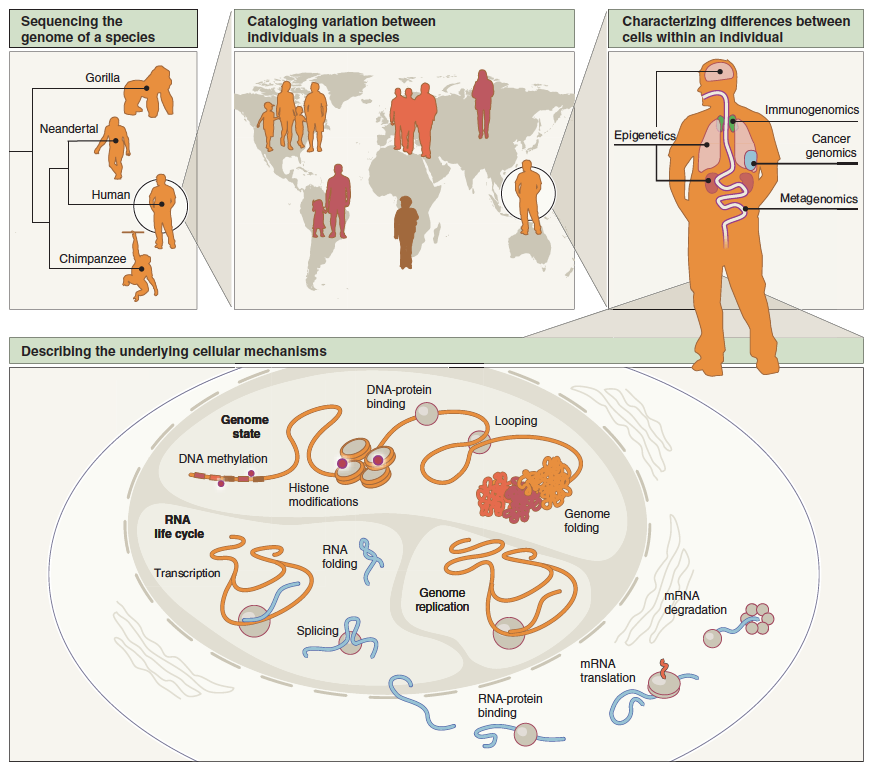 Sequencing the
genome of a species
Cataloging variation between
individuals in a species
Characterizing differences between
cells within an individual
Gorilla
Neandertal
Human
Chimpanzee
Immunogenomics
Epigenetics
Cancer
genomics
Metagenomics
Describing the underlying cellular mechanisms
DNA-protein
binding
Genome
state
Looping
DNA methylation
Histone
modifications
Genome
folding
RNA
life cycle
RNA
folding
Transcription
Genome
replication
mRNA
degradation
Splicing
mRNA
translation
RNA-protein
binding